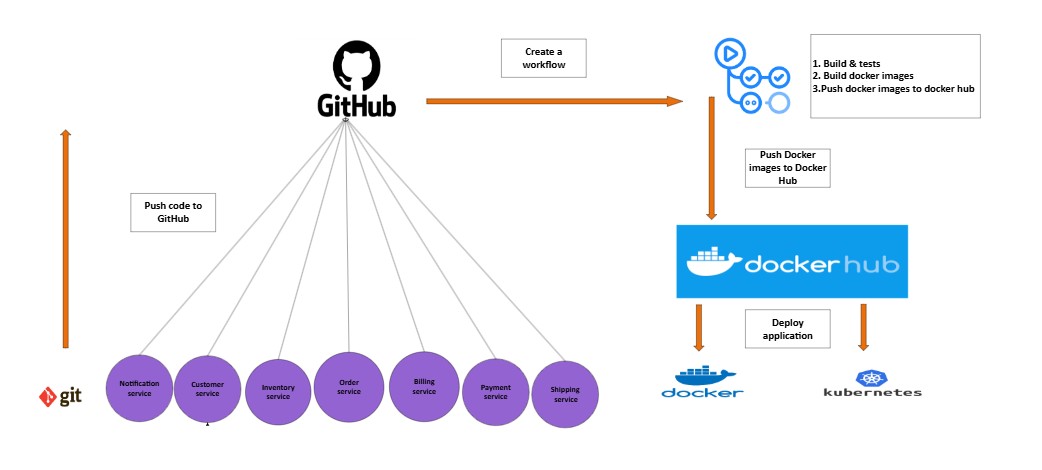 GitHub
Create a
workflow
1. Build & tests
2. Build docker images
3.Push docker images to docker hub
Push Docker
images to Docker
Hub
Push code to
GitHub
dockerhub
Deploy
application
git
Notification
service
Customer
service
Inventory
service
Order
service
Billing
service
Payment
service
Shipping
service
docker
kubernetes